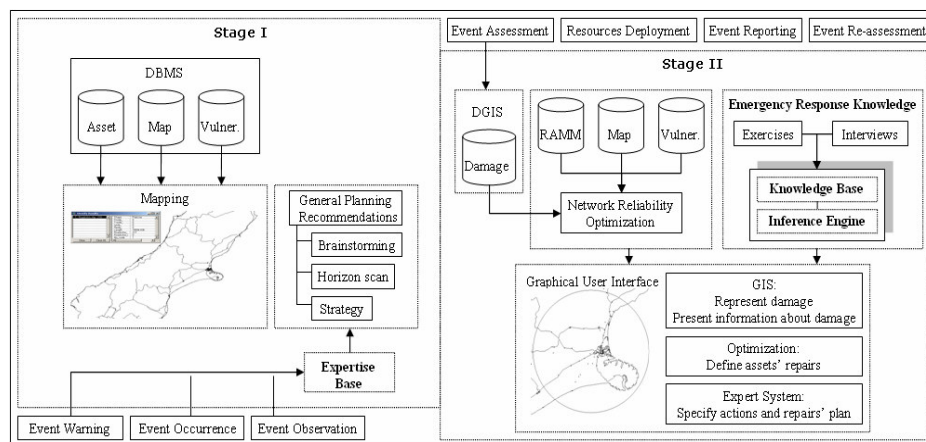 Stage I
DBMS
Asset
Map
Vulner.
Mapping
General Planning
Recommendations
Brainstorming
Horizon scan
Strategy
Expertise
Base
Event Warning
Event Occurrence
Event Observation
Event Assessment
Resources Deployment
Event Reporting
Event Re-assessment
Stage II
DGIS
Damage
RAMM
Map
Vulner.
Network Reliability
Optimization
Emergency Response Knowledge
Exercises
Interviews
Knowledge Base
Inference Engine
Graphical User Interface
GIS:
Represent damage
Present information about damage
Optimization:
Define assets' repairs
Expert System:
Specify actions and repairs' plan